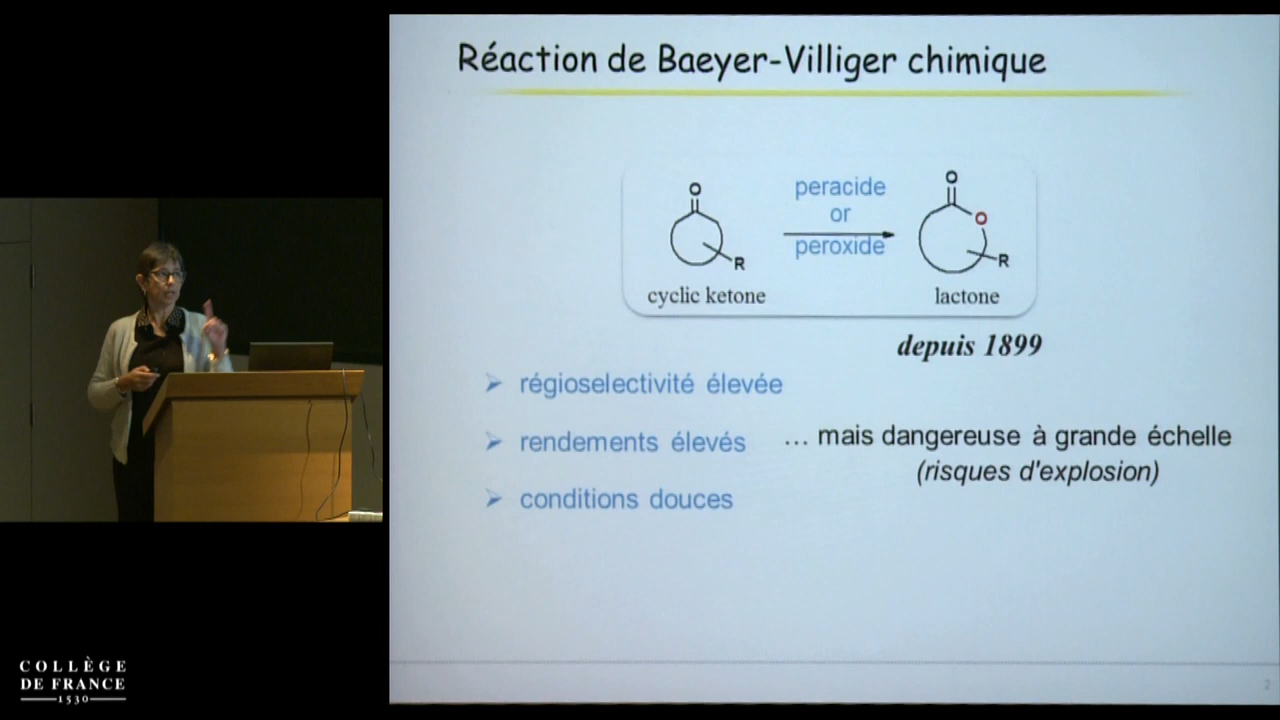 Réaction de Baeyer-Villiger chimique
O
R
cyclic ketone
peracide
or
peroxide
O
O
R
lactone
depuis 1899
➢ régioselectivité élevée
➢ rendements élevés
➢ conditions douces
… mais dangereuse à grande échelle
(risques d'explosion)
2
COLLÈGE
DE FRANCE
1530